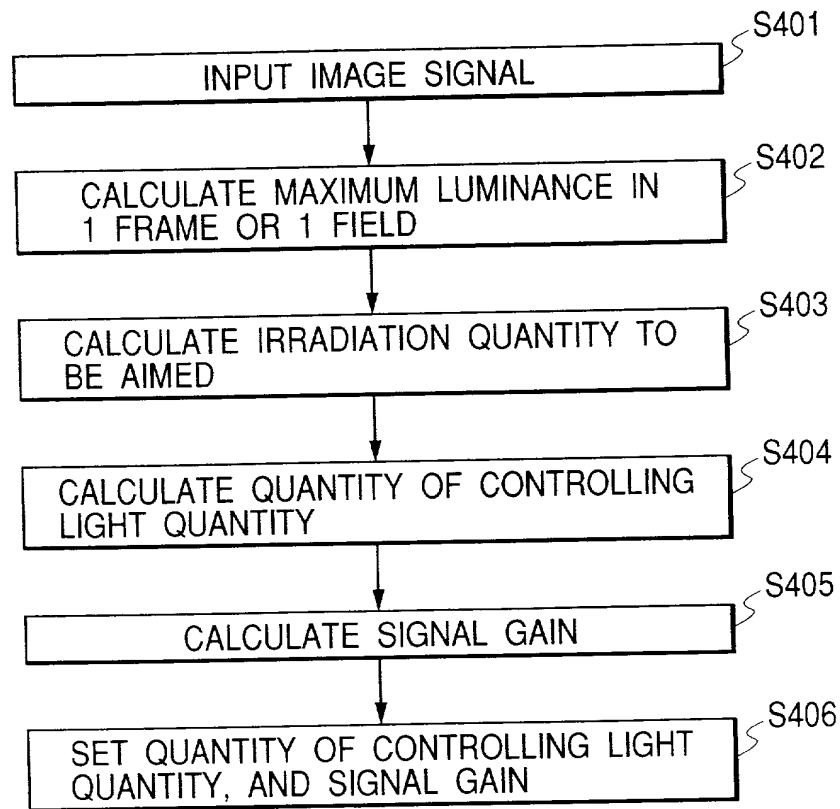 S401
INPUT IMAGE SIGNAL
S402
CALCULATE MAXIMUM LUMINANCE IN
1 FRAME OR 1 FIELD
S403
CALCULATE IRRADIATION QUANTITY TO
BE AIMED
S404
CALCULATE QUANTITY OF CONTROLLING
LIGHT QUANTITY
S405
CALCULATE SIGNAL GAIN
S406
SET QUANTITY OF CONTROLLING LIGHT
QUANTITY, AND SIGNAL GAIN